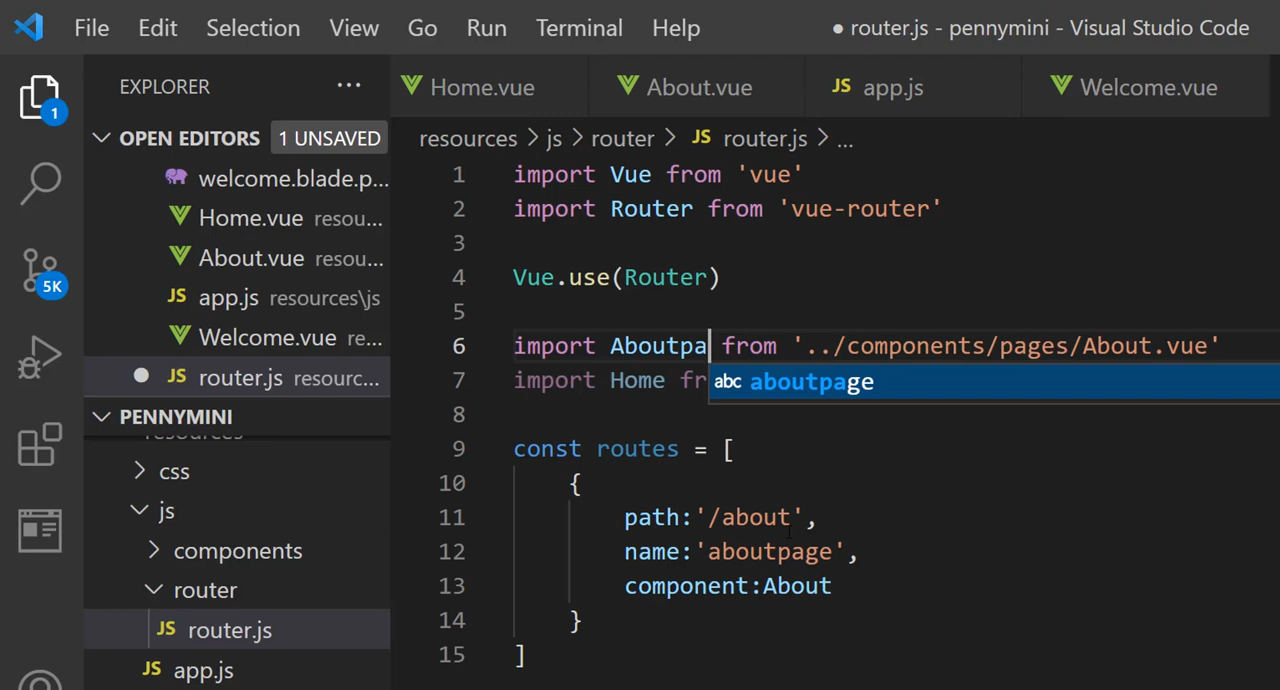 File Edit Selection View Go Run Terminal Help ● router.js - pennymini - Visual Studio Code
EXPLORER ...
Home.vue About.vue JS app.js Welcome.vue
1
OPEN EDITORS 1 UNSAVED
resources > js > router > JS router.js > ...
welcome.blade.p...
Home.vue resou...
About.vue resou...
JS app.js resources\js
Welcome.vue re...
JS router.js resourc...
5K
PENNYMINI
css
js
components
router
JS router.js
JS app.js
1 import Vue from 'vue'
2 import Router from 'vue-router'
3
4 Vue.use(Router)
5
6 import Aboutpa from '../components/pages/About.vue'
7 import Home fr
abc aboutpage
8
9 const routes = [
10 {
11 path:'/about',
12 name:'aboutpage',
13 component:About
14 }
15 ]